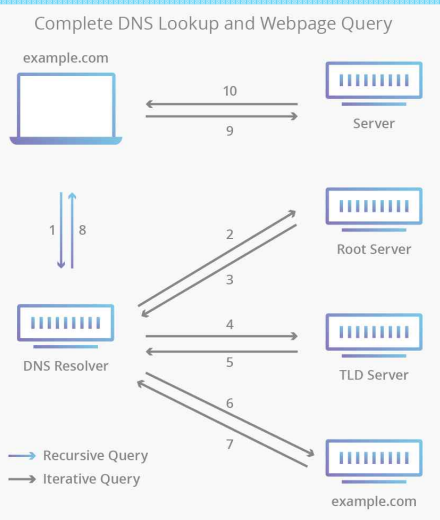 Complete DNS Lookup and Webpage Query
example.com
10
9
Server
1
8
2
3
Root Server
4
5
DNS Resolver
TLD Server
6
7
Recursive Query
Iterative Query
example.com